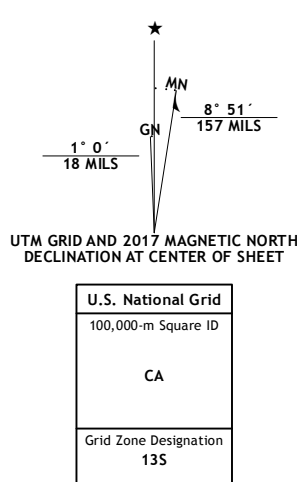 ★
MN
GN
8° 51´
157 MILS
1° 0´
18 MILS
UTM GRID AND 2017 MAGNETIC NORTH
DECLINATION AT CENTER OF SHEET
U.S. National Grid
100,000-m Square ID
CA
Grid Zone Designation
13S